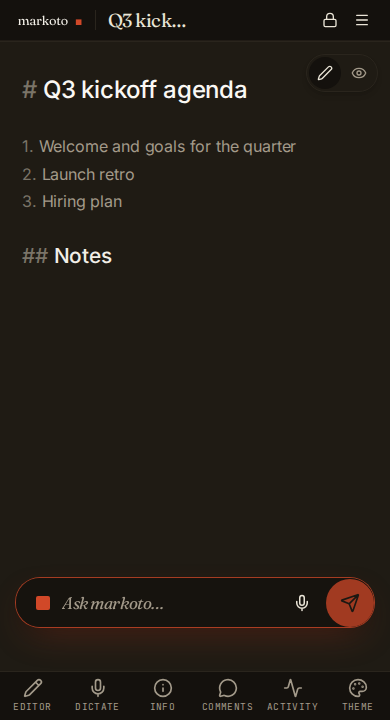 markoto
Q3 kick...
# Q3 kickoff agenda
1. Welcome and goals for the quarter
2. Launch retro
3. Hiring plan
## Notes
Ask markoto...
EDITOR DICTATE INFO COMMENTS ACTIVITY THEME